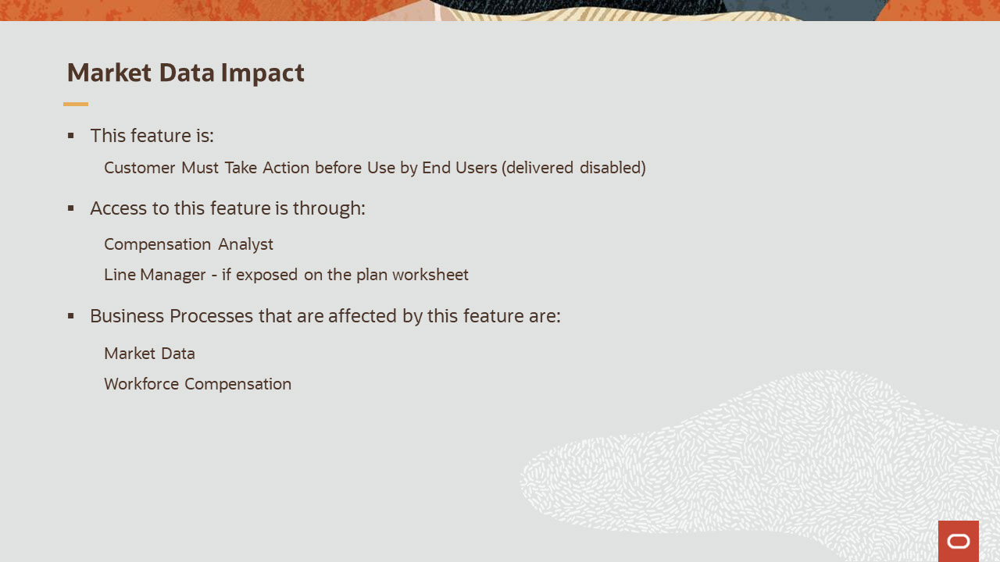 Market Data Impact
This feature is:
Customer Must Take Action before Use by End Users (delivered disabled)
Access to this feature is through:
Compensation Analyst
Line Manager - if exposed on the plan worksheet
Business Processes that are affected by this feature are:
Market Data
Workforce Compensation